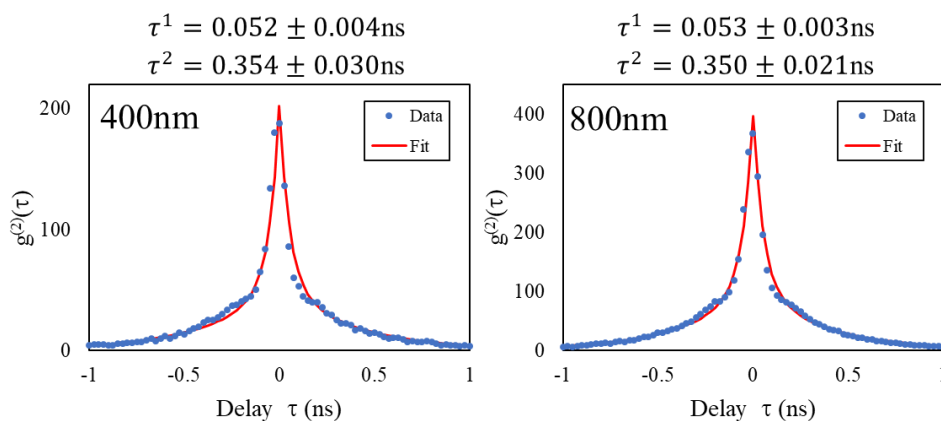 τ¹ = 0.052 ± 0.004ns
τ² = 0.354 ± 0.030ns
400nm
Data
Fit
200
100
0
g⁽²⁾(τ)
-1
-0.5
0
0.5
1
Delay τ (ns)
τ¹ = 0.053 ± 0.003ns
τ² = 0.350 ± 0.021ns
800nm
Data
Fit
400
300
200
100
0
g⁽²⁾(τ)
-1
-0.5
0
0.5
1
Delay τ (ns)